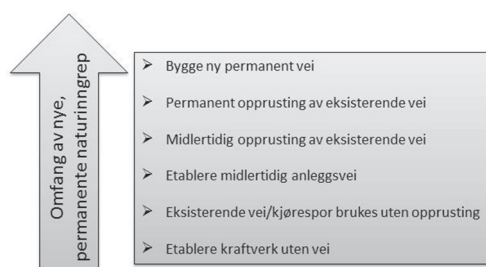 Omfang av nye,
permanente naturinngrep
➤ Bygge ny permanent vei
➤ Permanent opprusting av eksisterende vei
➤ Midlertidig opprusting av eksisterende vei
➤ Etablere midlertidig anleggsvei
➤ Eksisterende vei/kjørespor brukes uten opprusting
➤ Etablere kraftverk uten vei